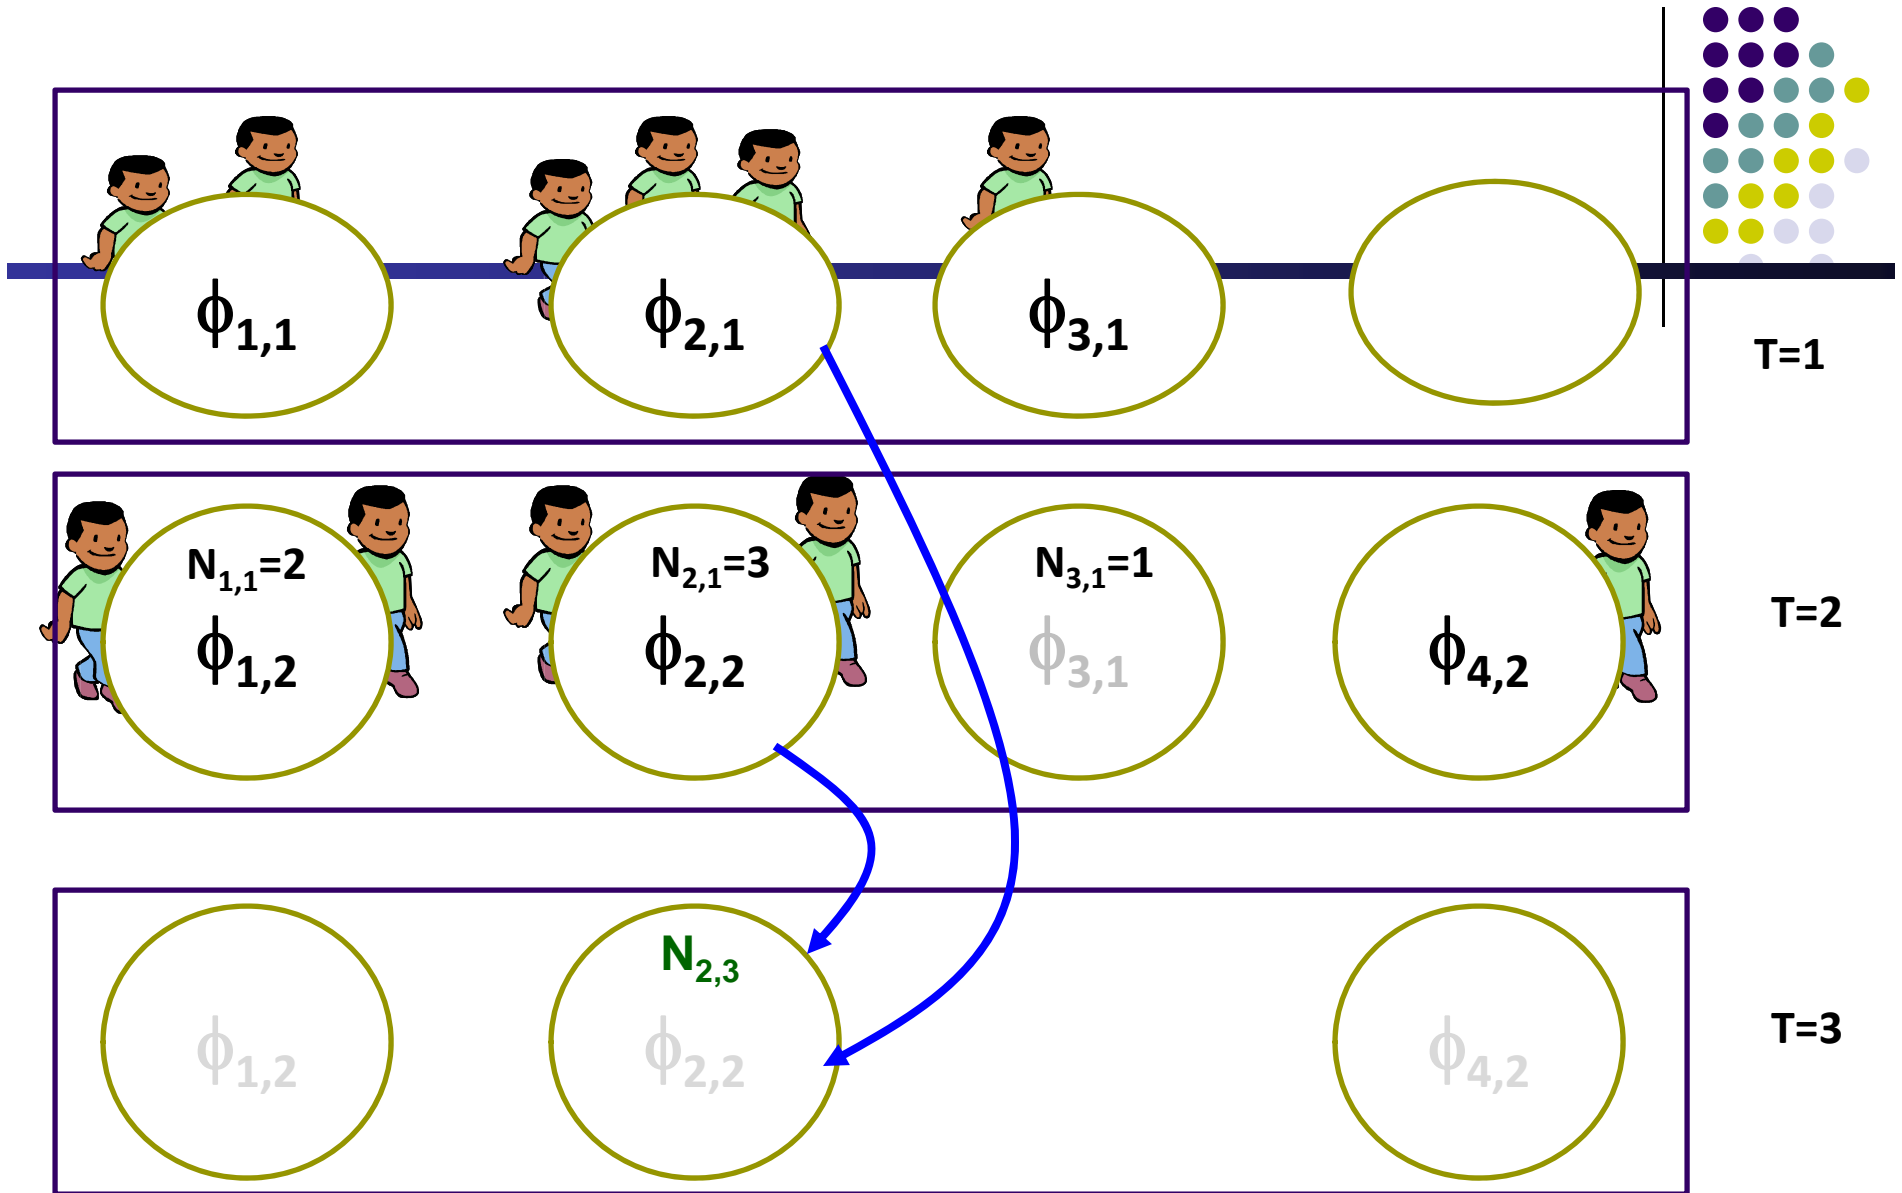 ϕ1,1 ϕ2,1 ϕ3,1
T=1
N1,1=2 N2,1=3 N3,1=1
ϕ1,2 ϕ2,2 ϕ3,1 ϕ4,2
T=2
N2,3
ϕ1,2 ϕ2,2 ϕ4,2
T=3